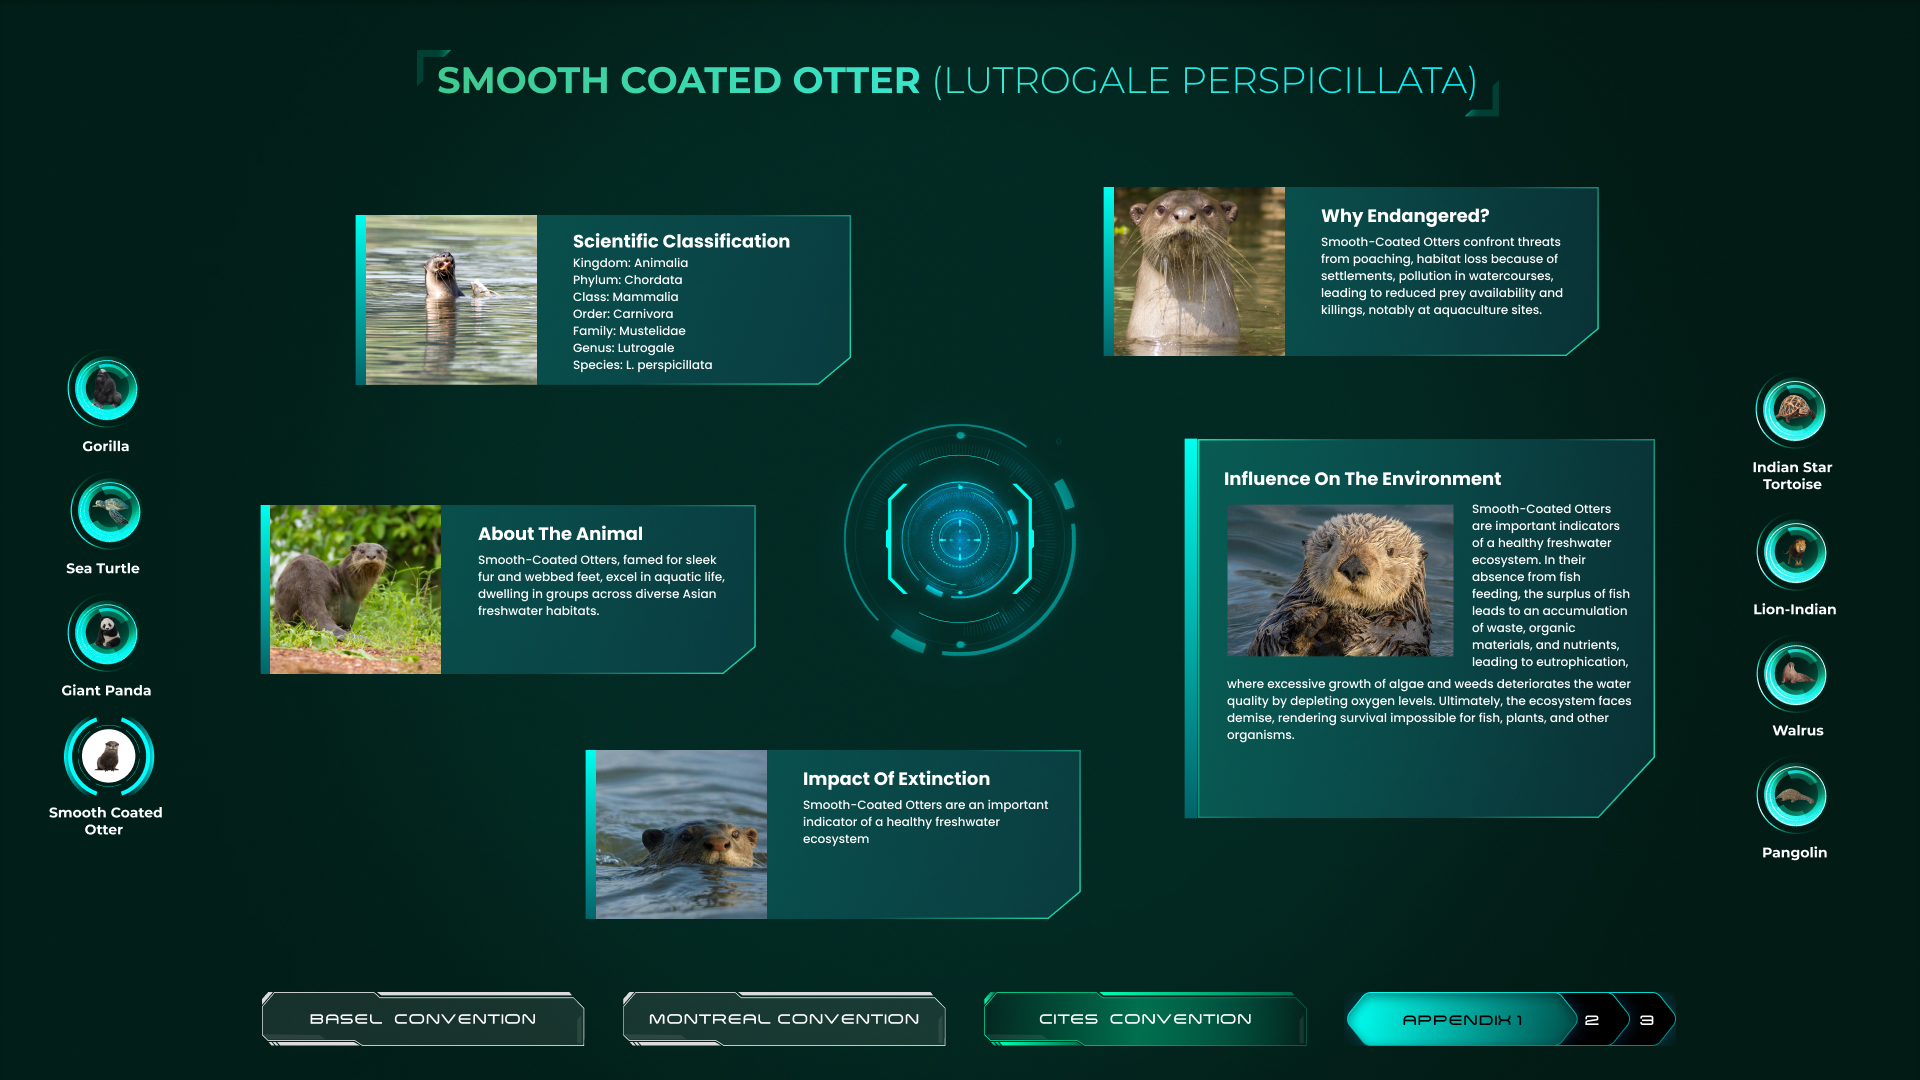 SMOOTH COATED OTTER (LUTROGALE PERSPICILLATA)
Scientific Classification
Kingdom: Animalia
Phylum: Chordata
Class: Mammalia
Order: Carnivora
Family: Mustelidae
Genus: Lutrogale
Species: L. perspicillata
Why Endangered?
Smooth-Coated Otters confront threats
from poaching, habitat loss because of
settlements, pollution in watercourses,
leading to reduced prey availability and
killings, notably at aquaculture sites.
Gorilla
Sea Turtle
Giant Panda
Smooth Coated
Otter
About The Animal
Smooth-Coated Otters, famed for sleek
fur and webbed feet, excel in aquatic life,
dwelling in groups across diverse Asian
freshwater habitats.
Influence On The Environment
Smooth-Coated Otters
are important indicators
of a healthy freshwater
ecosystem. In their
absence from fish
feeding, the surplus of fish
leads to an accumulation
of waste, organic
materials, and nutrients,
leading to eutrophication,
where excessive growth of algae and weeds deteriorates the water
quality by depleting oxygen levels. Ultimately, the ecosystem faces
demise, rendering survival impossible for fish, plants, and other
organisms.
Indian Star
Tortoise
Lion-Indian
Walrus
Pangolin
Impact Of Extinction
Smooth-Coated Otters are an important
indicator of a healthy freshwater
ecosystem
BASEL CONVENTION
MONTREAL CONVENTION
CITES CONVENTION
APPENDIX 1
2
3